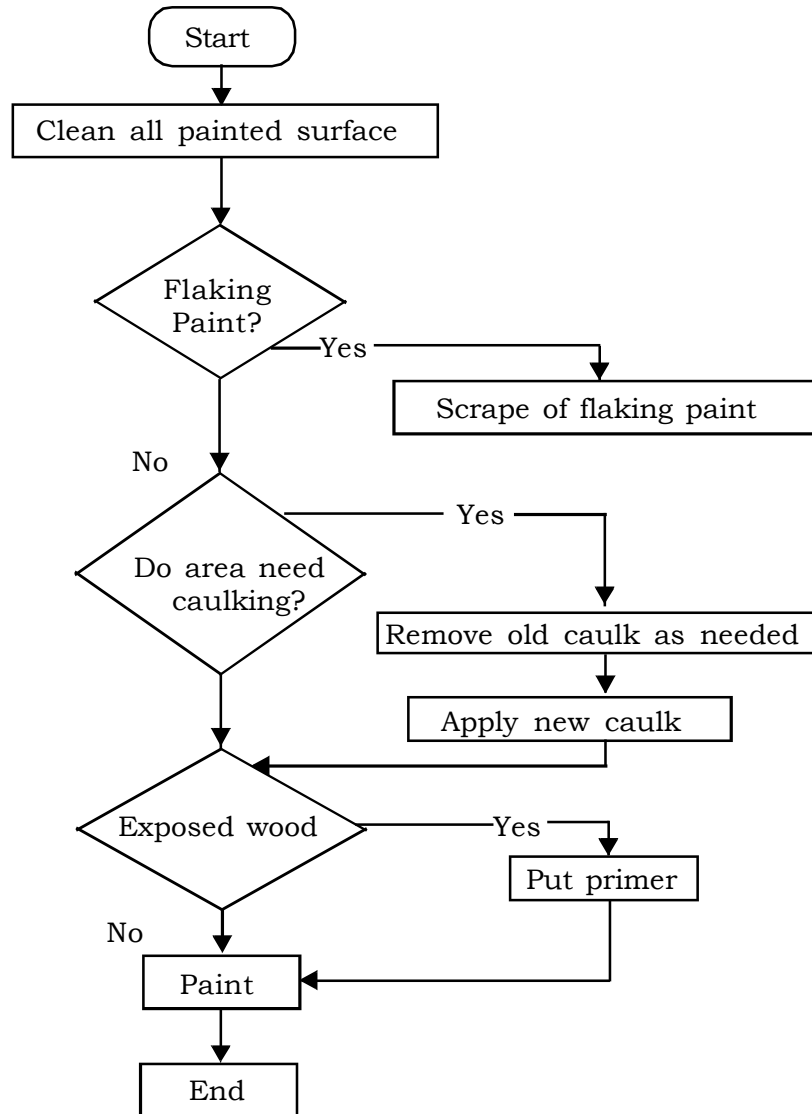 Start
Clean all painted surface
Flaking
Paint?
Yes
Scrape of flaking paint
No
Do area need
caulking?
Yes
Remove old caulk as needed
Apply new caulk
Exposed wood
Yes
Put primer
No
Paint
End